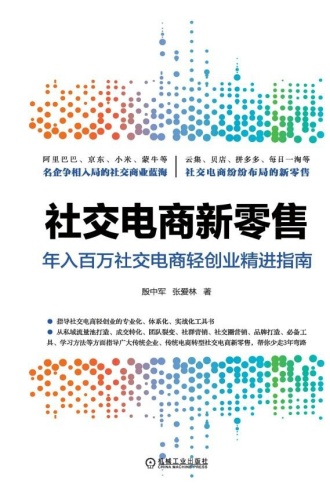 阿里巴巴、京东、小米、蒙牛等
名企争相入局的社交商业蓝海
云集、贝店、拼多多、每日一淘等
社交电商纷纷布局的新零售
社交电商新零售
年入百万社交电商轻创业精进指南
殷中军 张爱林 著
● 指导社交电商轻创业的专业化、体系化、实战化工具书
● 从私域流量池打造、成交转化、团队裂变、社群营销、社交圈营销、品牌打造、必备工
具、学习方法等方面指导广大传统企业、传统电商转型社交电商新零售，帮你少走3年弯路
机械工业出版社
CHINA MACHINE PRESS